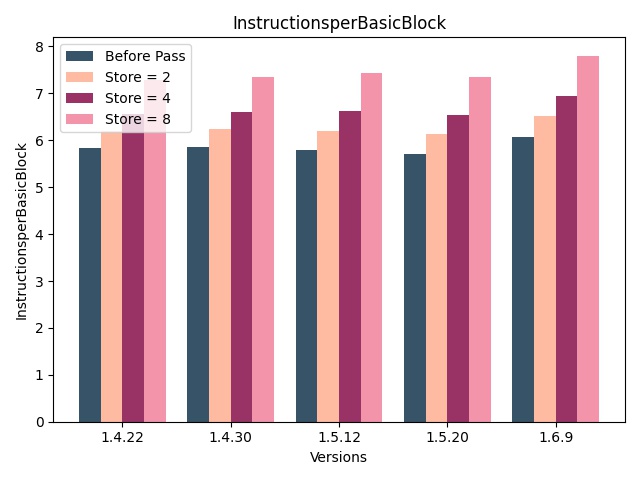 InstructionsperBasicBlock
Before Pass
Store = 2
Store = 4
Store = 8
InstructionsperBasicBlock
8
7
6
5
4
3
2
1
0
1.4.22 1.4.30 1.5.12 1.5.20 1.6.9
Versions